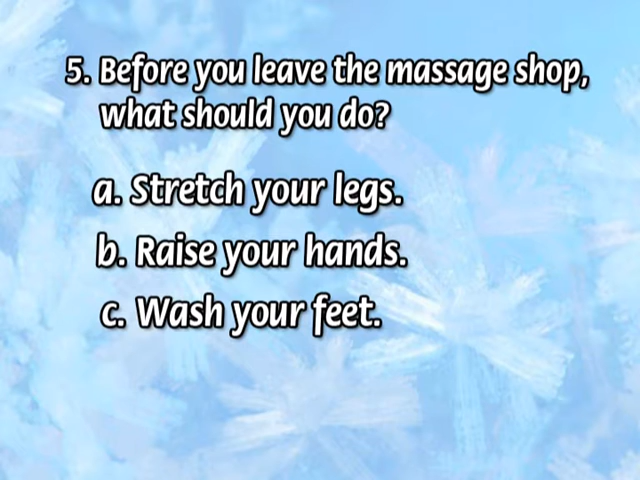 5. Before you leave the massage shop,
what should you do?
a. Stretch your legs.
b. Raise your hands.
c. Wash your feet.